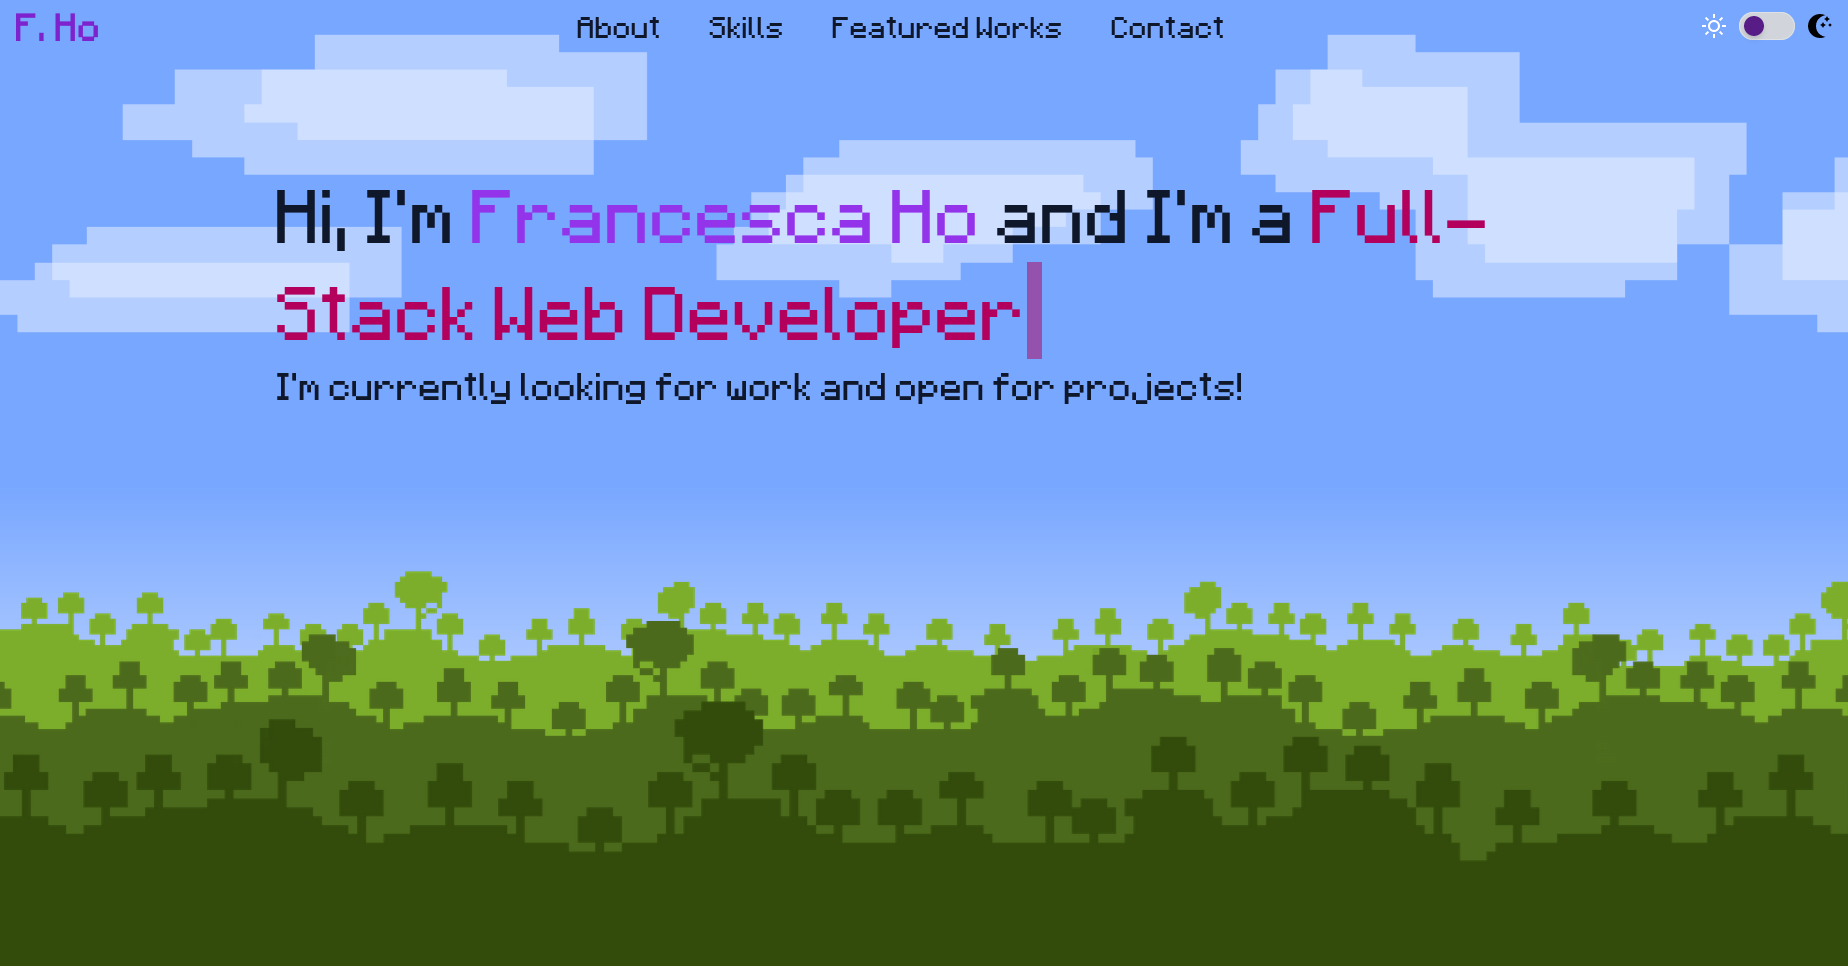 F. Ho
About Skills Featured Works Contact
Hi, I'm Francesca Ho and I'm a Full-
Stack Web Developer
I'm currently looking for work and open for projects!